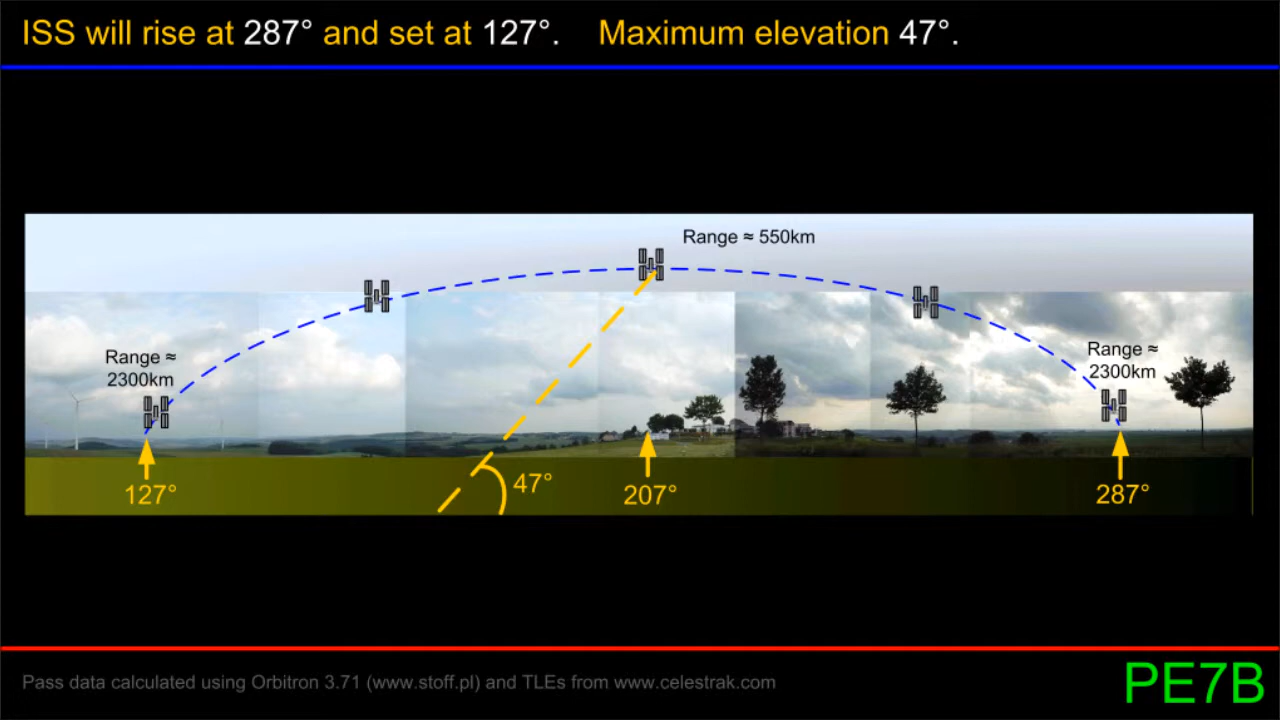 ISS will rise at 287° and set at 127°. Maximum elevation 47°.
Range ≈ 550km
Range ≈
2300km
Range ≈
2300km
127°
47°
207°
287°
Pass data calculated using Orbitron 3.71 (www.stoff.pl) and TLEs from www.celestrak.com
PE7B